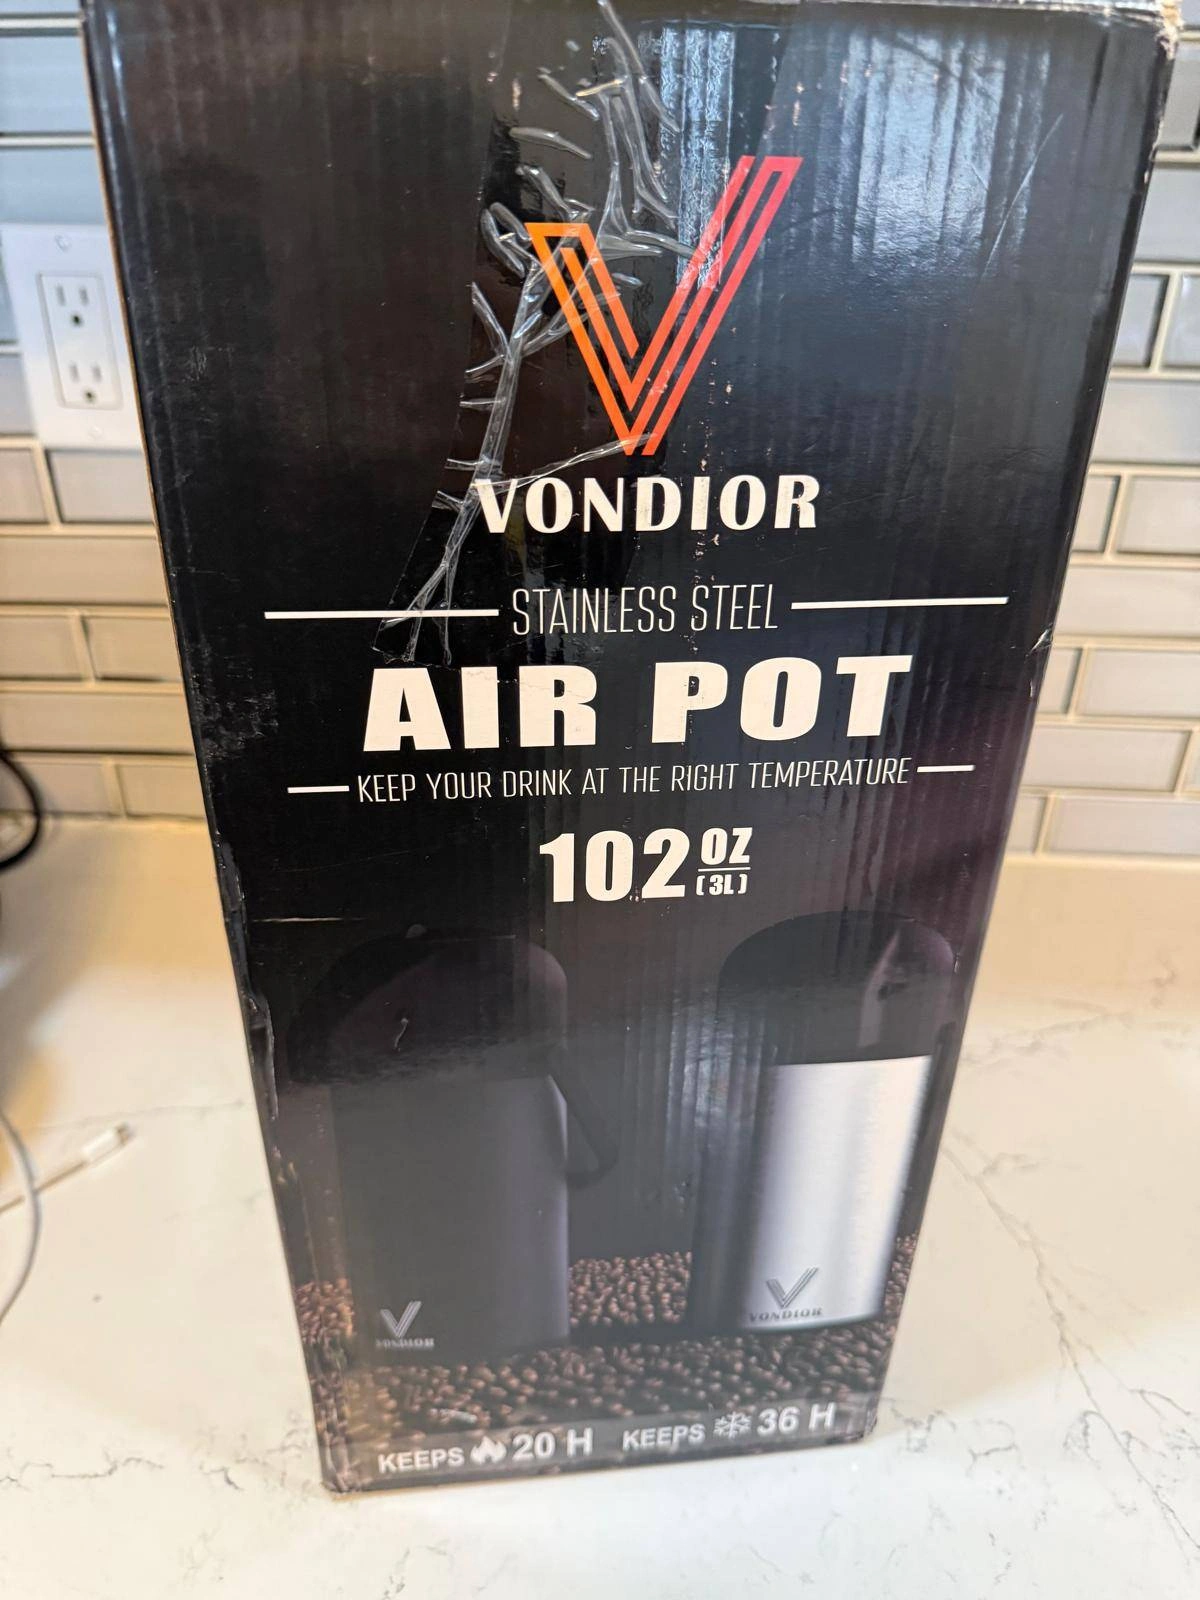 VONDIOR
STAINLESS STEEL
AIR POT
KEEP YOUR DRINK AT THE RIGHT TEMPERATURE
102 OZ
(3L)
VONDIOR
VONDIOR
KEEPS 20 H KEEPS 36 H